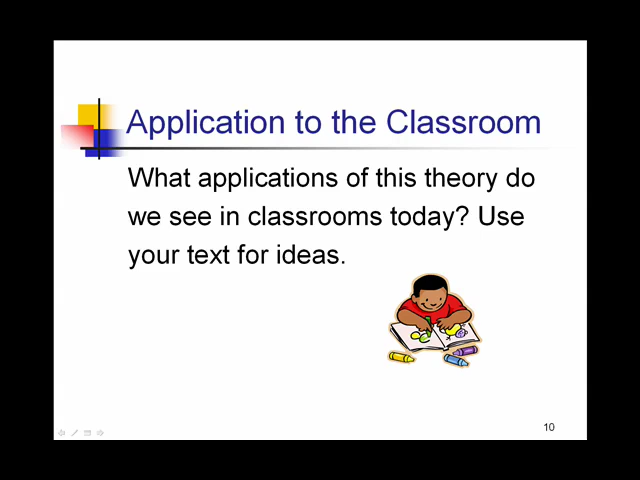 Application to the Classroom
What applications of this theory do
we see in classrooms today? Use
your text for ideas.
10